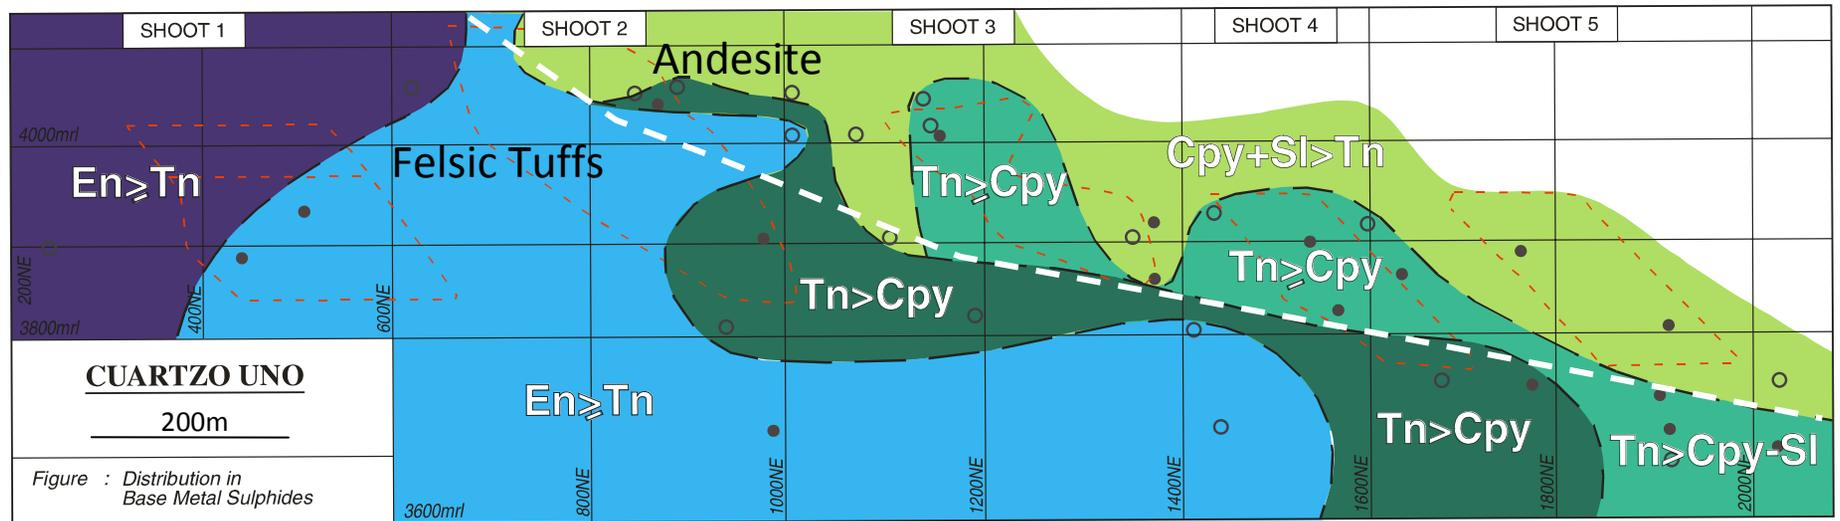 SHOOT 1
SHOOT 2
SHOOT 3
SHOOT 4
SHOOT 5
Andesite
4000mrl
Felsic Tuffs
Cpy+Sl>Tn
En⩾Tn
Tn⩾Cpy
Tn⩾Cpy
200NE
400NE
600NE
Tn>Cpy
3800mrl
CUARTZO UNO
200m
En⩾Tn
Tn>Cpy
Tn>Cpy-Sl
Figure : Distribution in
Base Metal Sulphides
3600mrl
800NE
1000NE
1200NE
1400NE
1600NE
1800NE
2000NE